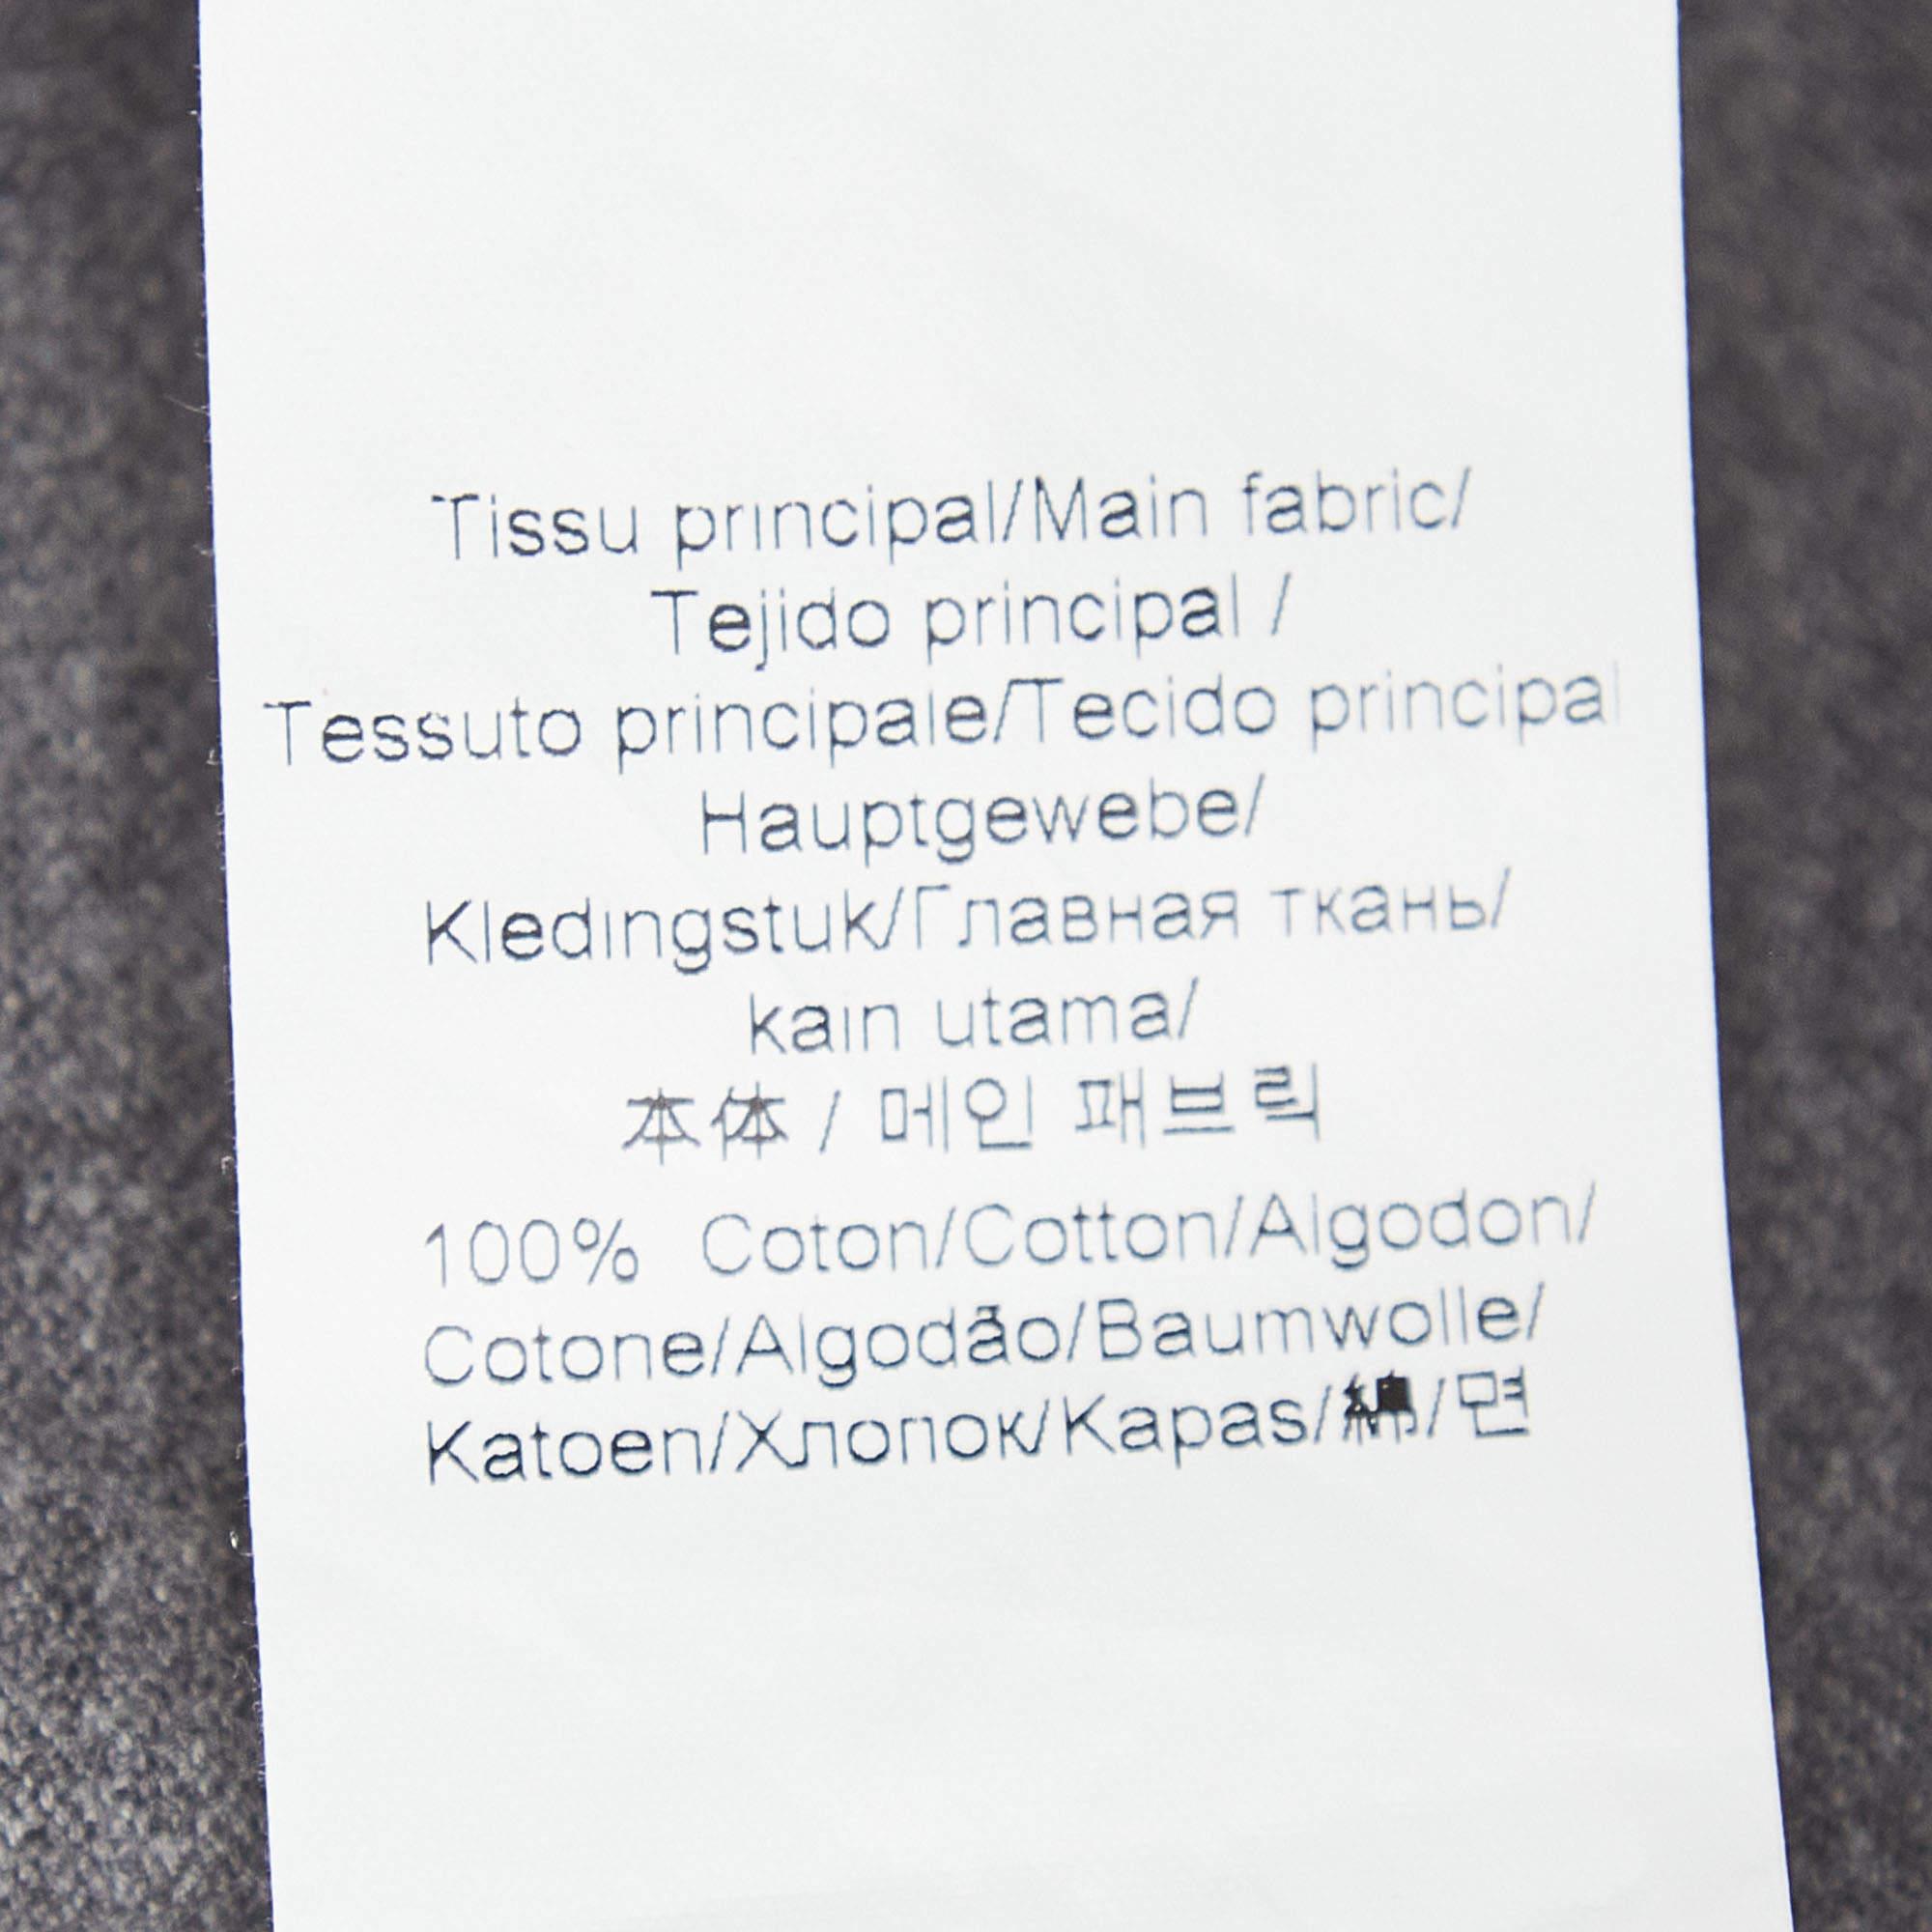 Tissu principal/Main fabric/
Tejido principal /
Tessuto principale/Tecido principal
Hauptgewebe/
Kledingstuk/Главная ткань/
kain utama/
本体 / 메인 패브릭
100% Coton/Cotton/Algodon/
Cotone/Algodão/Baumwolle/
Katoen/Хлопок/Kapas/綿/면